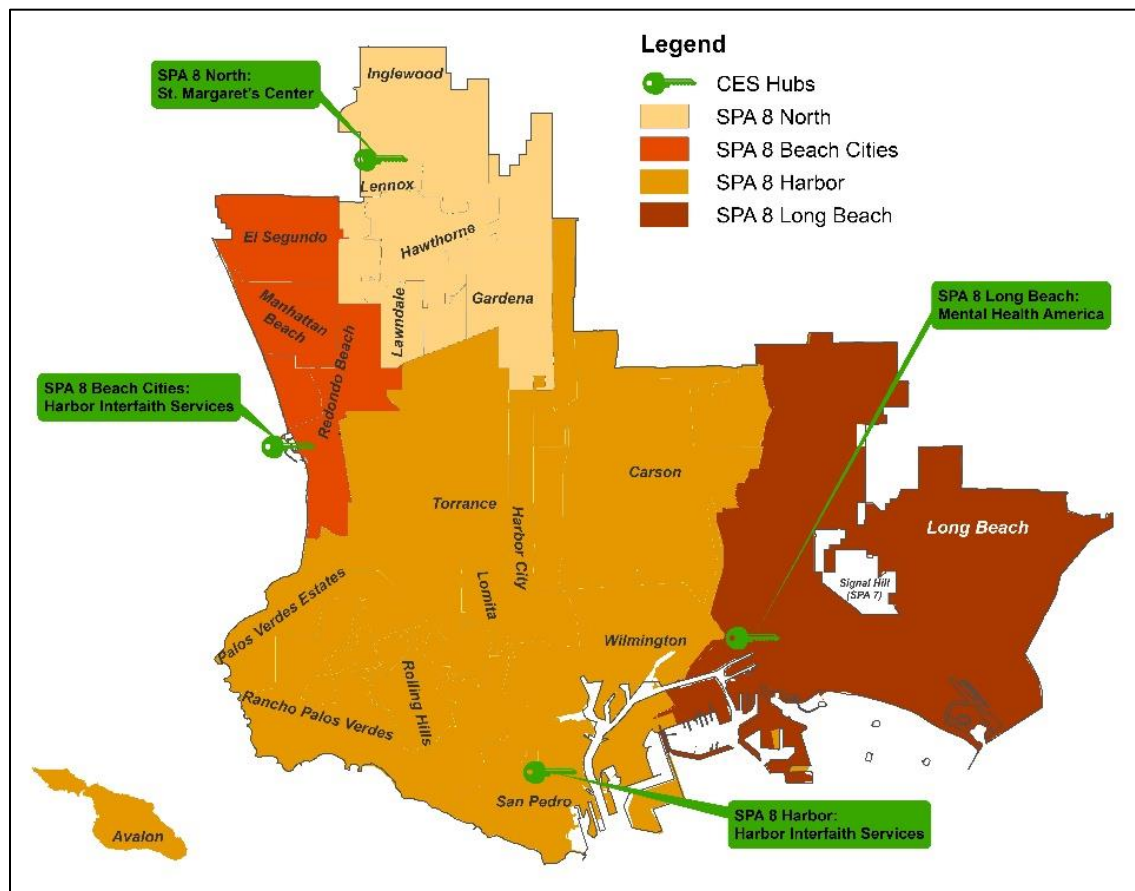 Legend
CES Hubs
SPA 8 North
SPA 8 Beach Cities
SPA 8 Harbor
SPA 8 Long Beach
SPA 8 North:
St. Margaret's Center
Inglewood
Lennox
El Segundo
Hawthorne
Manhattan
Beach
Redondo Beach
Lawndale
Gardena
SPA 8 Long Beach:
Mental Health America
SPA 8 Beach Cities:
Harbor Interfaith Services
Torrance
Harbor City
Carson
Long Beach
Signal Hill
(SPA 7)
Lomita
Palos Verdes Estates
Wilmington
Rolling Hills
Rancho Palos Verdes
San Pedro
SPA 8 Harbor:
Harbor Interfaith Services
Avalon